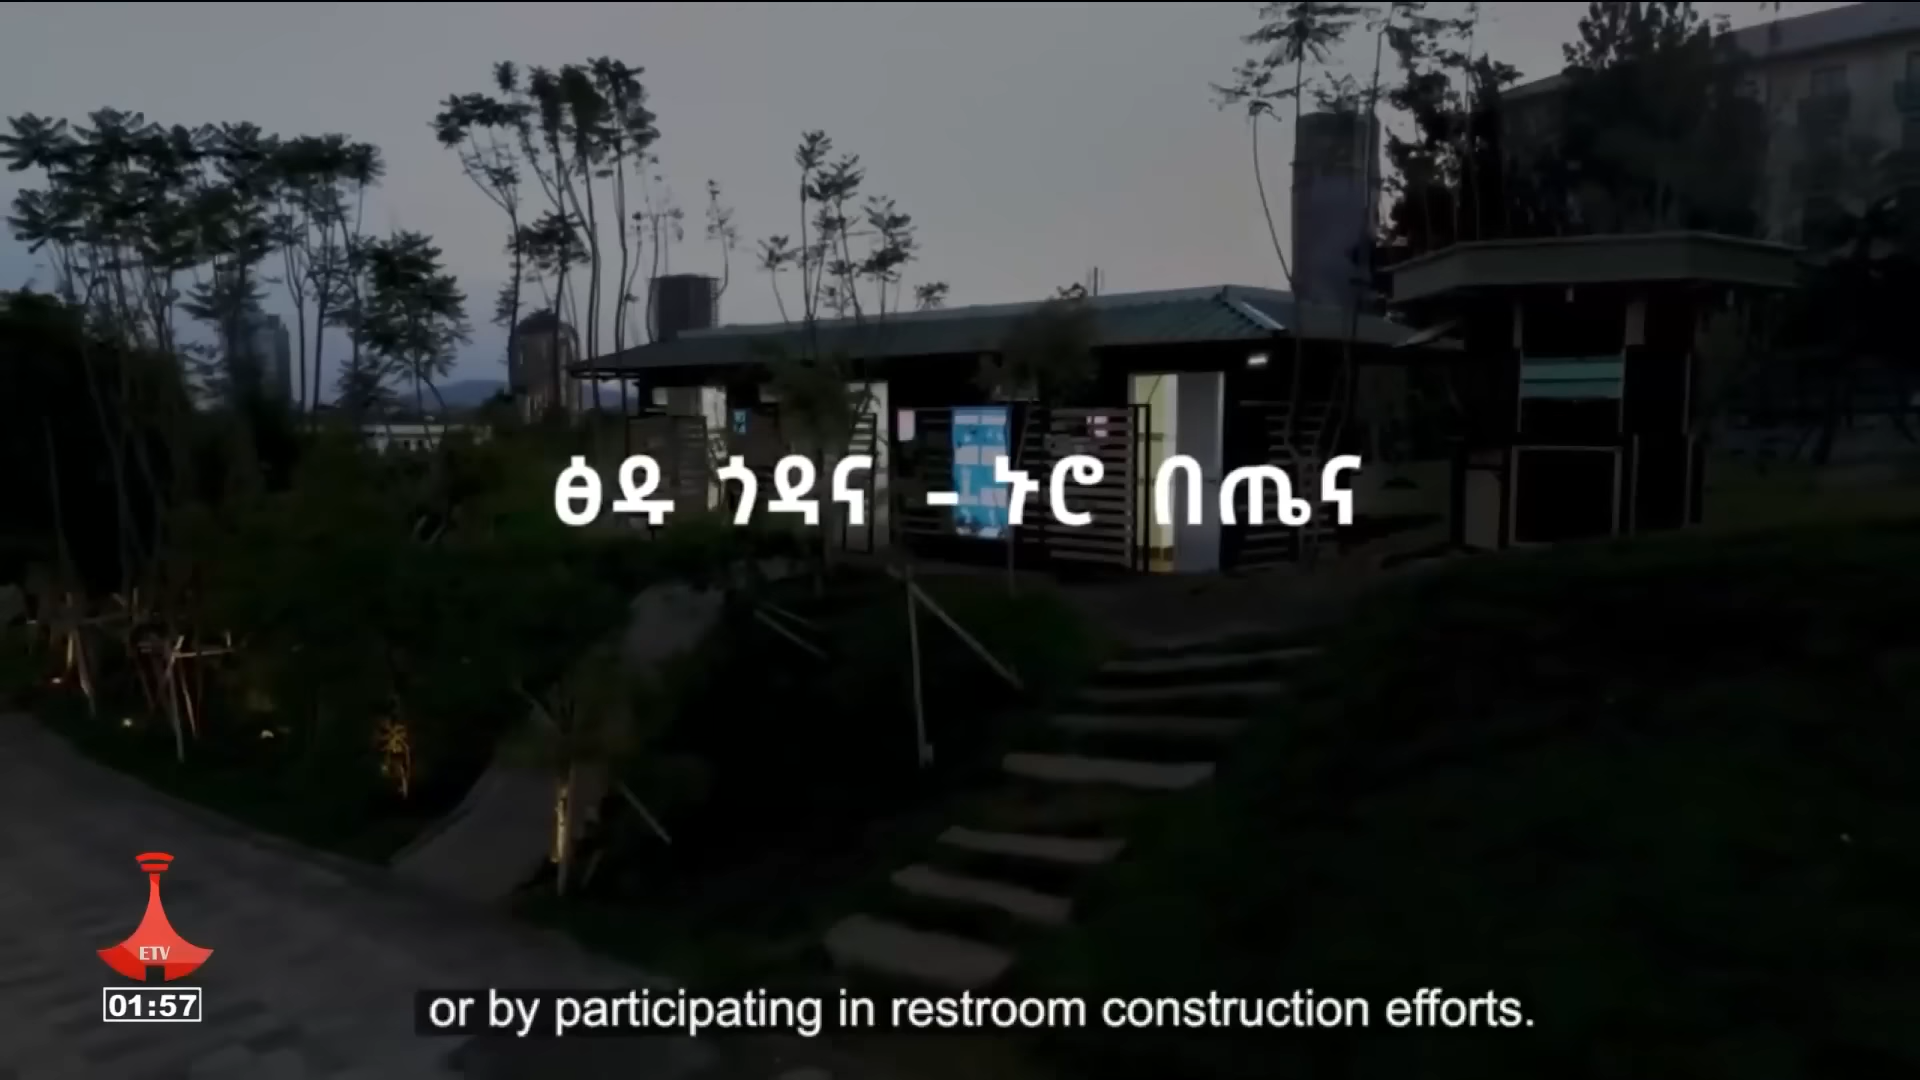 ፅዱ ጎዳና - ኑሮ በጤና
ETV
01:57
or by participating in restroom construction efforts.